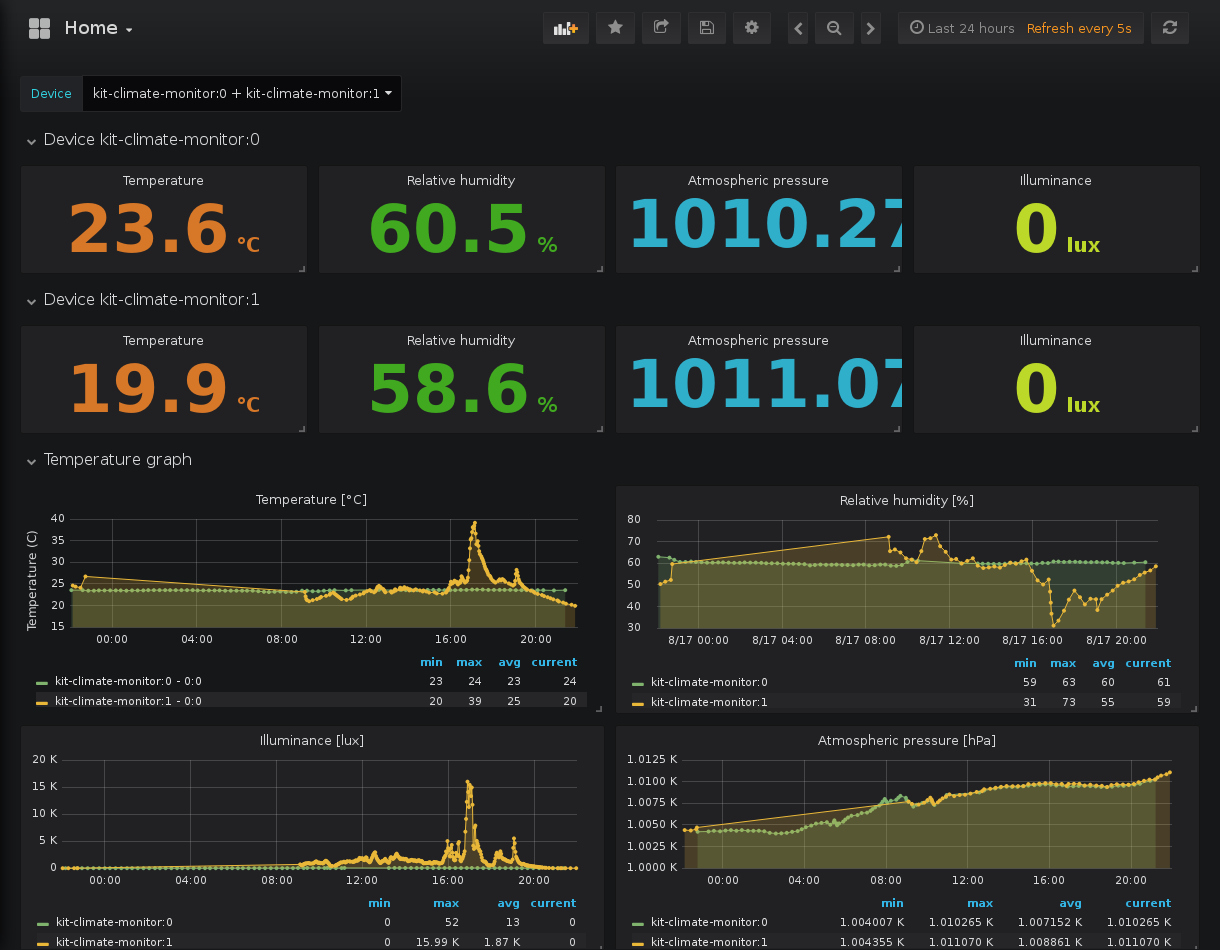 Home
Last 24 hours Refresh every 5s
Device kit-climate-monitor:0 + kit-climate-monitor:1
Device kit-climate-monitor:0
Temperature Relative humidity Atmospheric pressure Illuminance
23.6 °C 60.5 % 1010.27 0 lux
Device kit-climate-monitor:1
Temperature Relative humidity Atmospheric pressure Illuminance
19.9 °C 58.6 % 1011.07 0 lux
Temperature graph
Temperature [°C]
Temperature (C)
40
35
30
25
20
15
00:00 04:00 08:00 12:00 16:00 20:00
min max avg current
kit-climate-monitor:0 - 0:0 23 24 23 24
kit-climate-monitor:1 - 0:0 20 39 25 20
Relative humidity [%]
80
70
60
50
40
30
8/17 00:00 8/17 04:00 8/17 08:00 8/17 12:00 8/17 16:00 8/17 20:00
min max avg current
kit-climate-monitor:0 59 63 60 61
kit-climate-monitor:1 31 73 55 59
Illuminance [lux]
20 K
15 K
10 K
5 K
0
00:00 04:00 08:00 12:00 16:00 20:00
min max avg current
kit-climate-monitor:0 0 52 13 0
kit-climate-monitor:1 0 15.99 K 1.87 K 0
Atmospheric pressure [hPa]
1.0125 K
1.0100 K
1.0075 K
1.0050 K
1.0025 K
1.0000 K
00:00 04:00 08:00 12:00 16:00 20:00
min max avg current
kit-climate-monitor:0 1.004007 K 1.010265 K 1.007152 K 1.010265 K
kit-climate-monitor:1 1.004355 K 1.011070 K 1.008861 K 1.011070 K